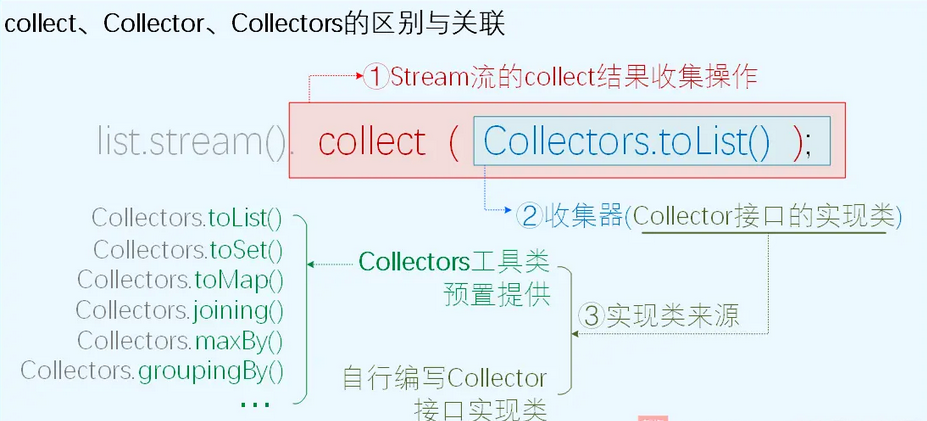 collect、Collector、Collectors的区别与关联
①Stream流的collect结果收集操作
list.stream(). collect ( Collectors.toList() );
②收集器(Collector接口的实现类)
Collectors.toList()
Collectors.toSet()
Collectors.toMap()
Collectors.joining()
Collectors.maxBy()
Collectors.groupingBy()
...
Collectors工具类
预置提供
③实现类来源
自行编写Collector
接口实现类